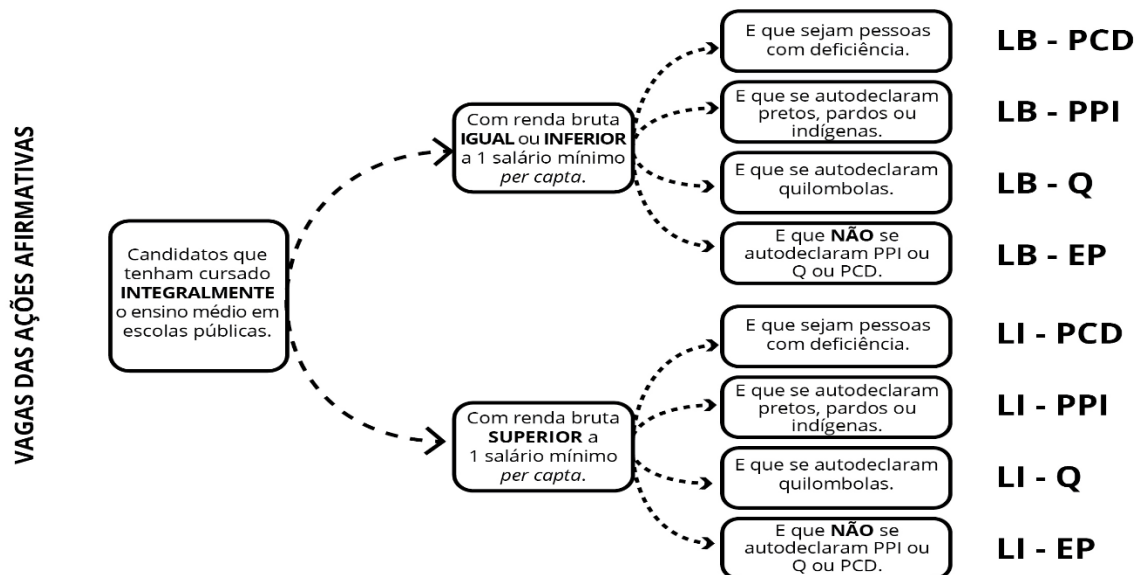 VAGAS DAS AÇÕES AFIRMATIVAS
Candidatos que
tenham cursado
INTEGRALMENTE
o ensino médio em
escolas públicas.
Com renda bruta
IGUAL ou INFERIOR
a 1 salário mínimo
per capta.
E que sejam pessoas
com deficiência.
LB - PCD
E que se autodeclaram
pretos, pardos ou
indígenas.
LB - PPI
E que se autodeclaram
quilombolas.
LB - Q
E que NÃO se
autodeclaram PPI ou
Q ou PCD.
LB - EP
Com renda bruta
SUPERIOR a
1 salário mínimo
per capta.
E que sejam pessoas
com deficiência.
LI - PCD
E que se autodeclaram
pretos, pardos ou
indígenas.
LI - PPI
E que se autodeclaram
quilombolas.
LI - Q
E que NÃO se
autodeclaram PPI ou
Q ou PCD.
LI - EP